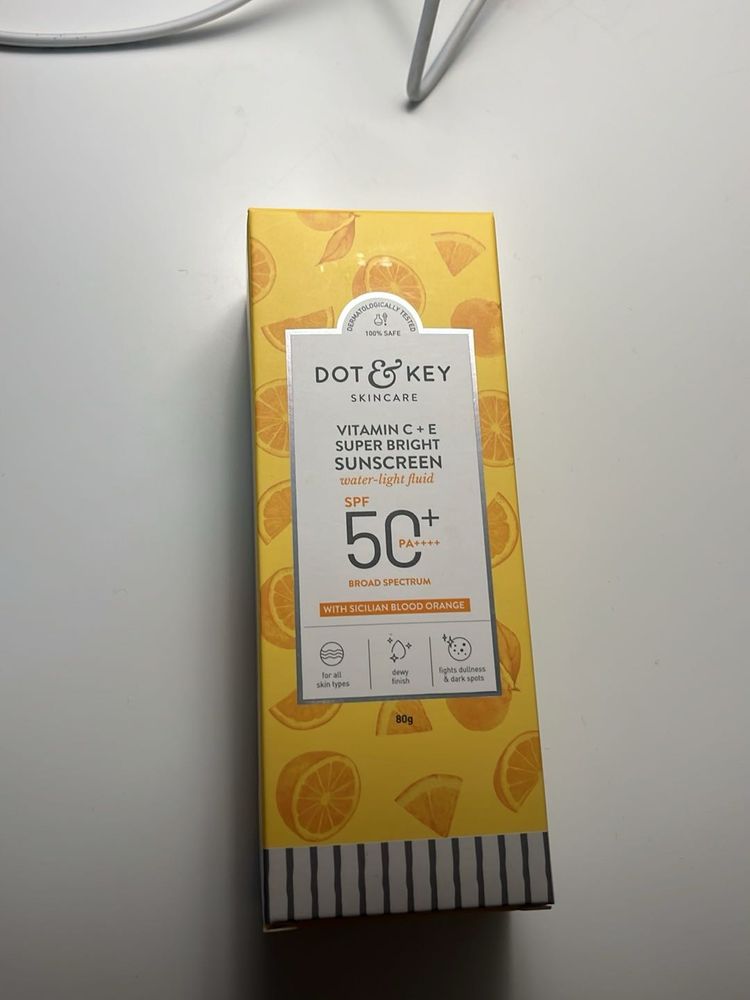 DERMATOLOGICALLY TESTED
100% SAFE
DOT & KEY
SKINCARE
VITAMIN C + E
SUPER BRIGHT
SUNSCREEN
water-light fluid
SPF
50+
PA++++
BROAD SPECTRUM
WITH SICILIAN BLOOD ORANGE
for all
skin types
dewy
finish
fights dullness
& dark spots
80g